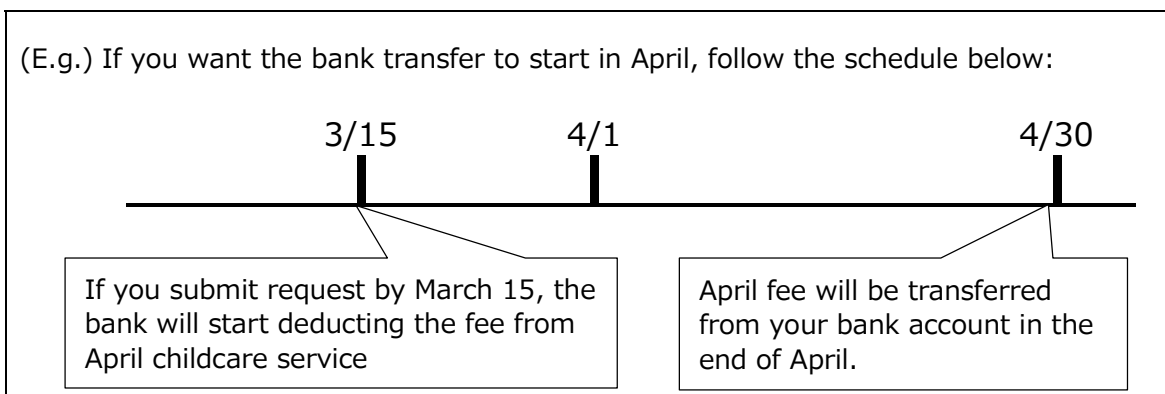 (E.g.) If you want the bank transfer to start in April, follow the schedule below:
3/15
4/1
4/30
If you submit request by March 15, the
bank will start deducting the fee from
April childcare service
April fee will be transferred
from your bank account in the
end of April.